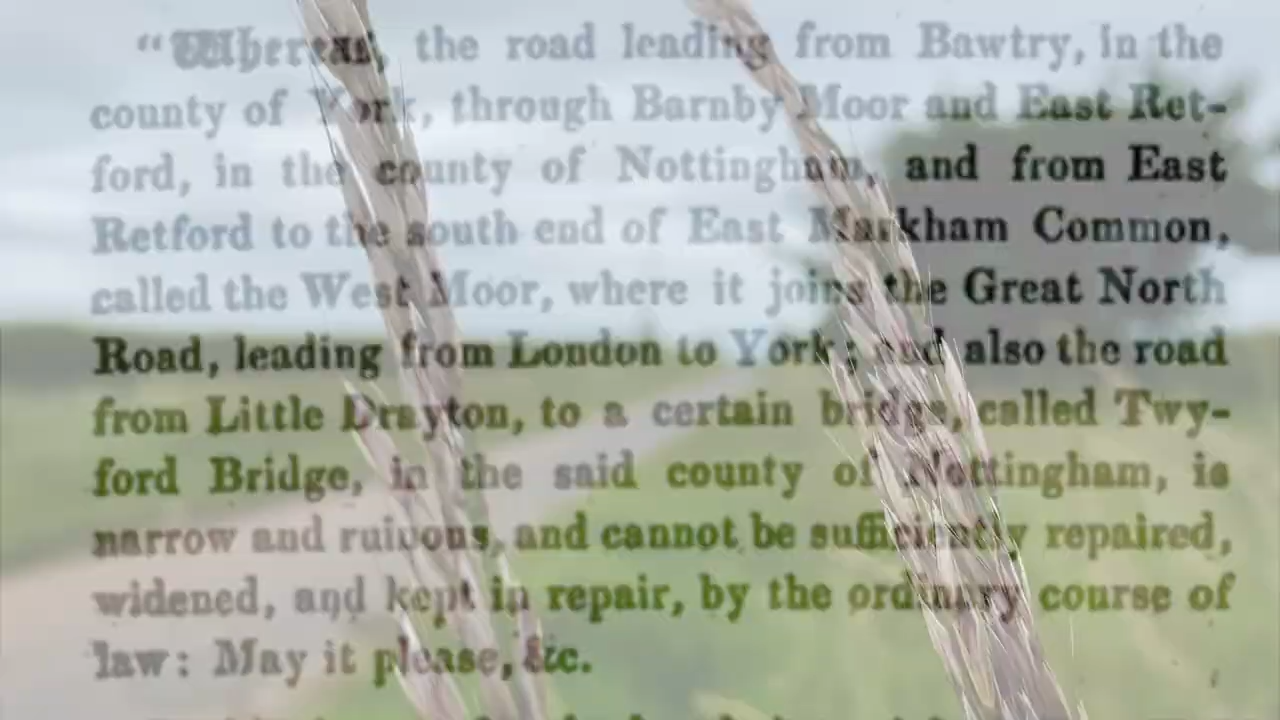 “Whereas, the road leading from Bawtry, in the
county of York, through Barnby Moor and East Ret-
ford, in the county of Nottingham, and from East
Retford to the south end of East Markham Common,
called the West Moor, where it joins the Great North
Road, leading from London to York; and also the road
from Little Drayton, to a certain bridge, called Twy-
ford Bridge, in the said county of Nottingham, is
narrow and ruinous, and cannot be sufficiently repaired,
widened, and kept in repair, by the ordinary course of
law: May it please, &c.